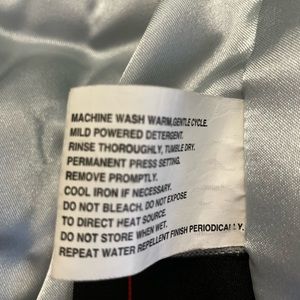 MACHINE WASH WARM,GENTLE CYCLE.
MILD POWERED DETERGENT.
RINSE THOROUGHLY, TUMBLE DRY.
PERMANENT PRESS SETTING.
REMOVE PROMPTLY.
COOL IRON IF NECESSARY.
DO NOT BLEACH. DO NOT EXPOSE
TO DIRECT HEAT SOURCE.
DO NOT STORE WHEN WET.
REPEAT WATER REPELLENT FINISH PERIODICALLY.